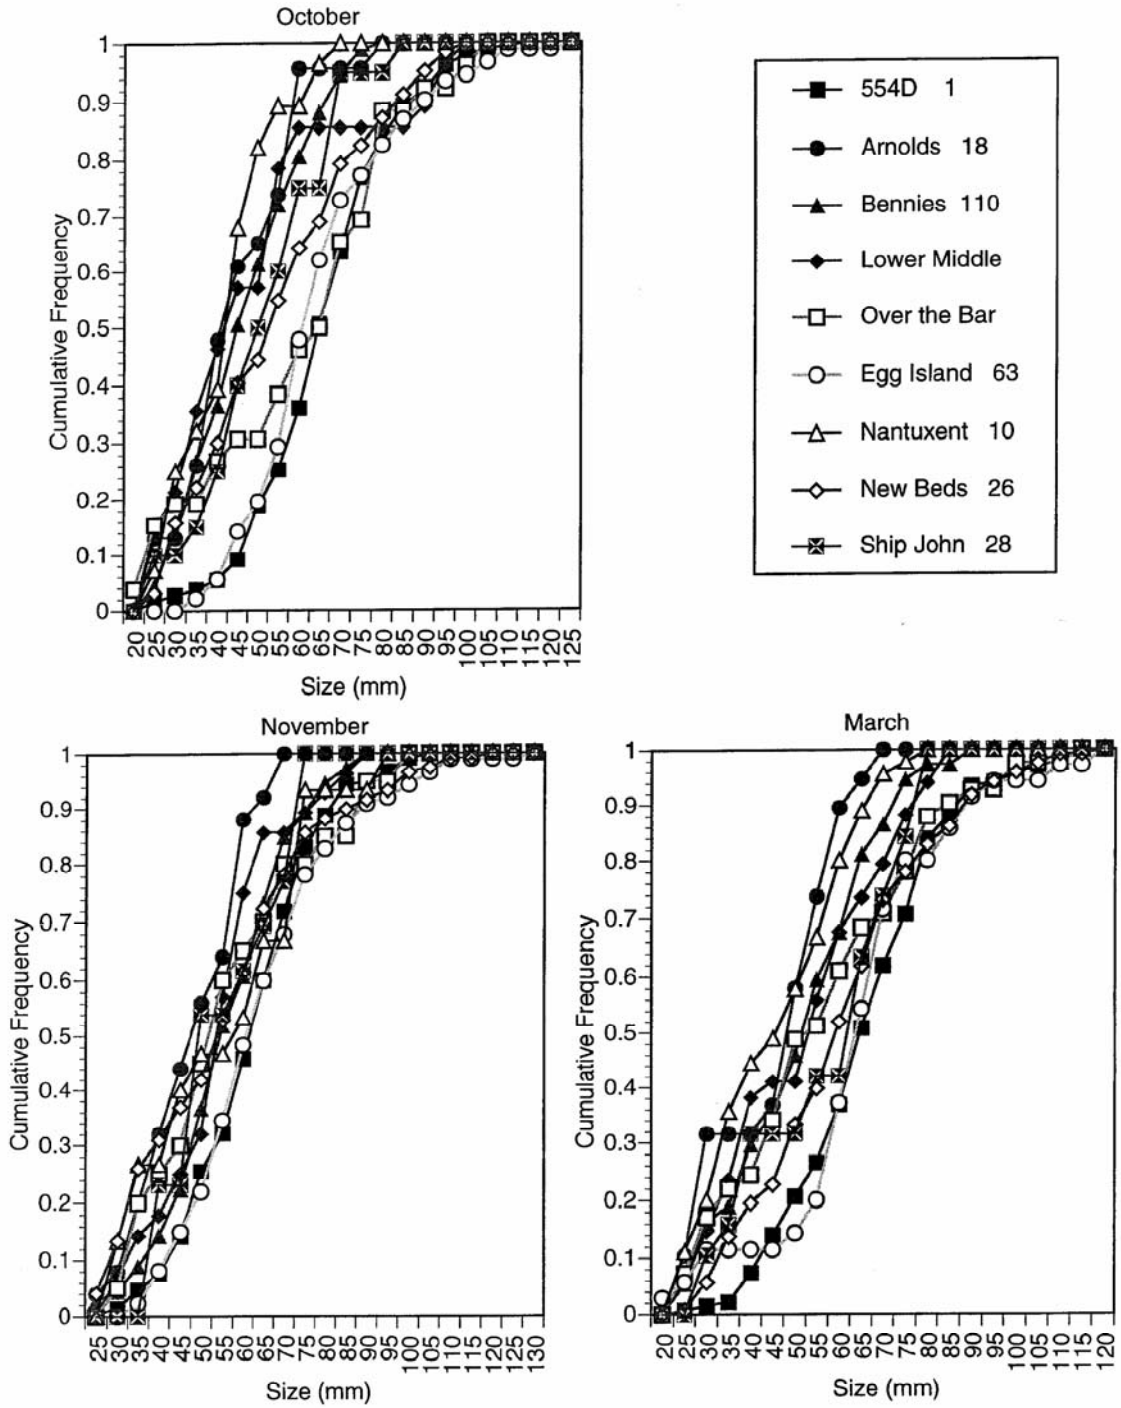 October
1
0.9
0.8
0.7
0.6
0.5
0.4
0.3
0.2
0.1
0
Cumulative Frequency
20 25 30 35 40 45 50 55 60 65 70 75 80 85 90 95 100 105 110 115 120 125
Size (mm)
554D 1
Arnolds 18
Bennies 110
Lower Middle
Over the Bar
Egg Island 63
Nantuxent 10
New Beds 26
Ship John 28
November
1
0.9
0.8
0.7
0.6
0.5
0.4
0.3
0.2
0.1
0
Cumulative Frequency
25 30 35 40 45 50 55 60 65 70 75 80 85 90 95 100 105 110 115 120 125 130
Size (mm)
March
1
0.9
0.8
0.7
0.6
0.5
0.4
0.3
0.2
0.1
0
Cumulative Frequency
20 25 30 35 40 45 50 55 60 65 70 75 80 85 90 95 100 105 110 115 120
Size (mm)